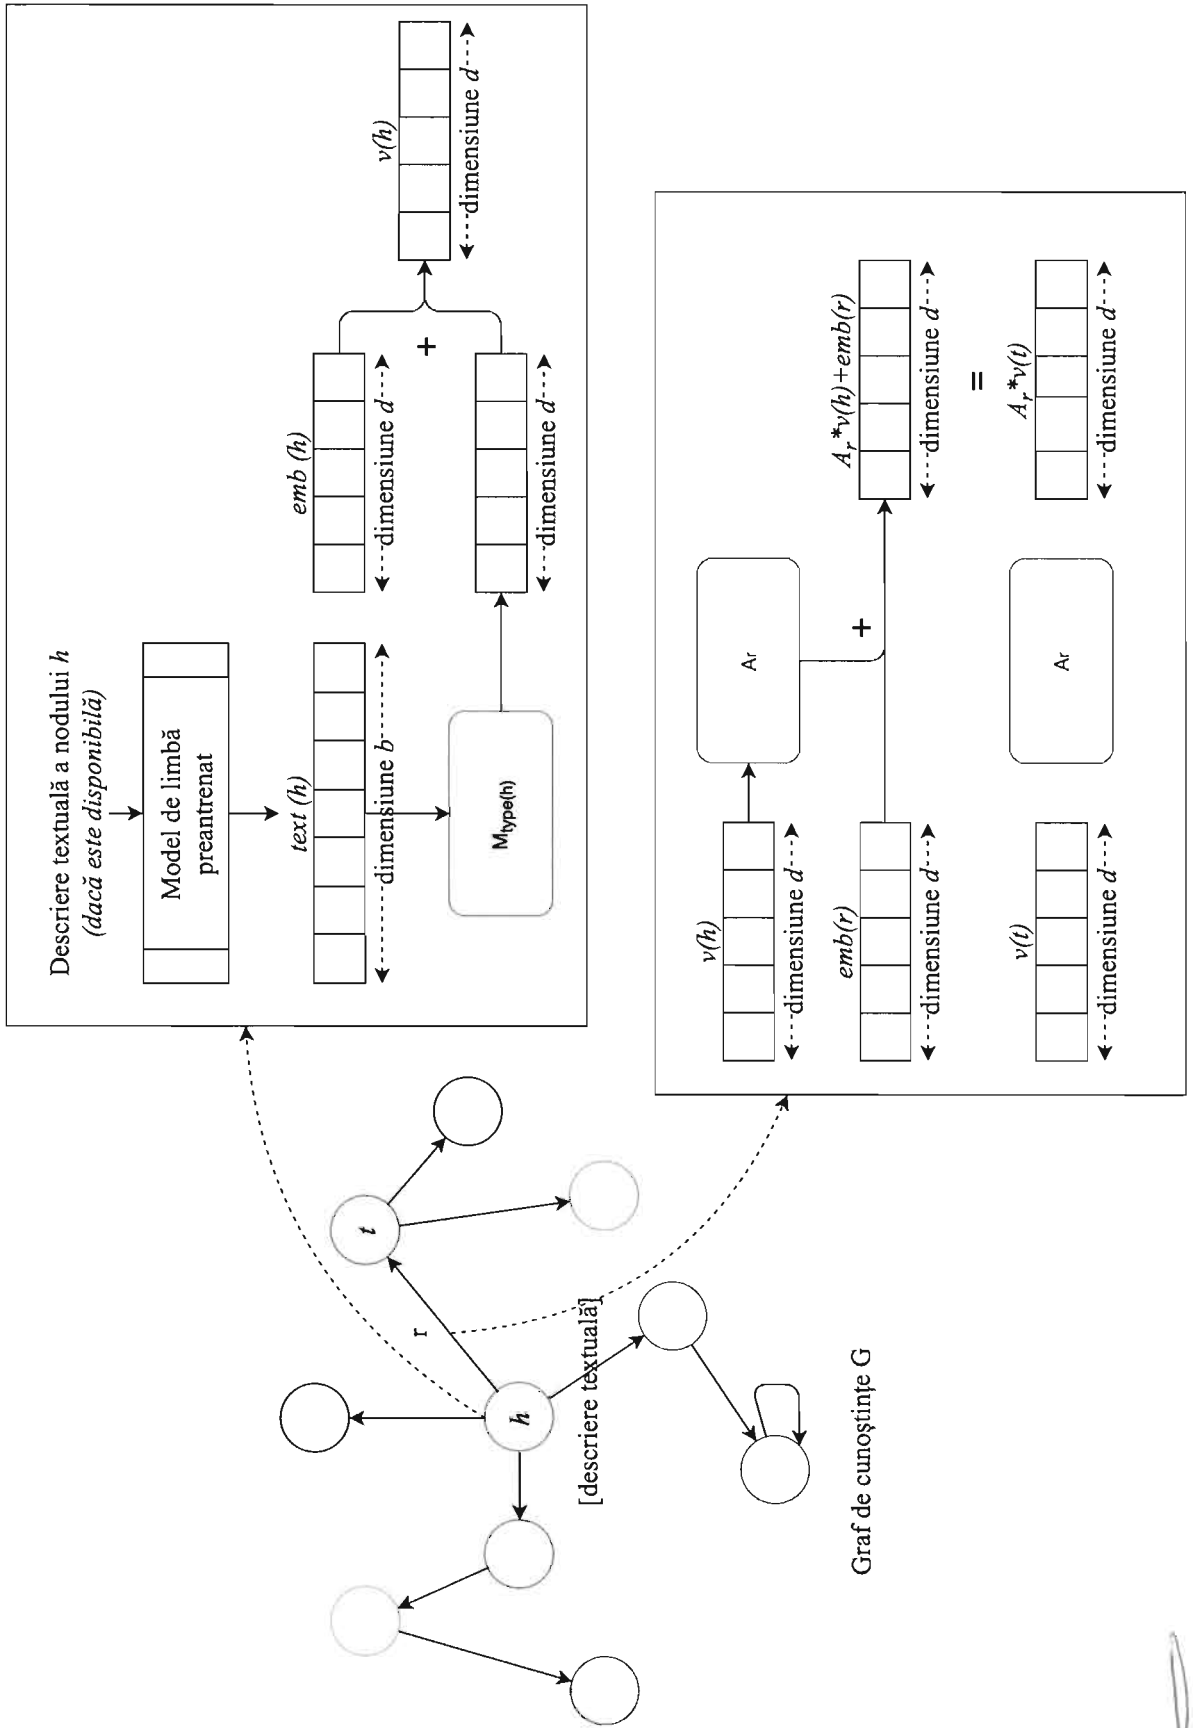 Descriere textuală a nodului h
(dacă este disponibilă)
Model de limbă
preantrenat
text (h)
dimensiune b
Mtype(h)
emb (h)
dimensiune d
dimensiune d
+
v(h)
dimensiune d
t
r
h
[descriere textuală]
Graf de cunoștințe G
v(h)
dimensiune d
emb(r)
dimensiune d
v(t)
dimensiune d
Ar
+
Ar
Ar*v(h)+emb(r)
dimensiune d
=
Ar*v(t)
dimensiune d